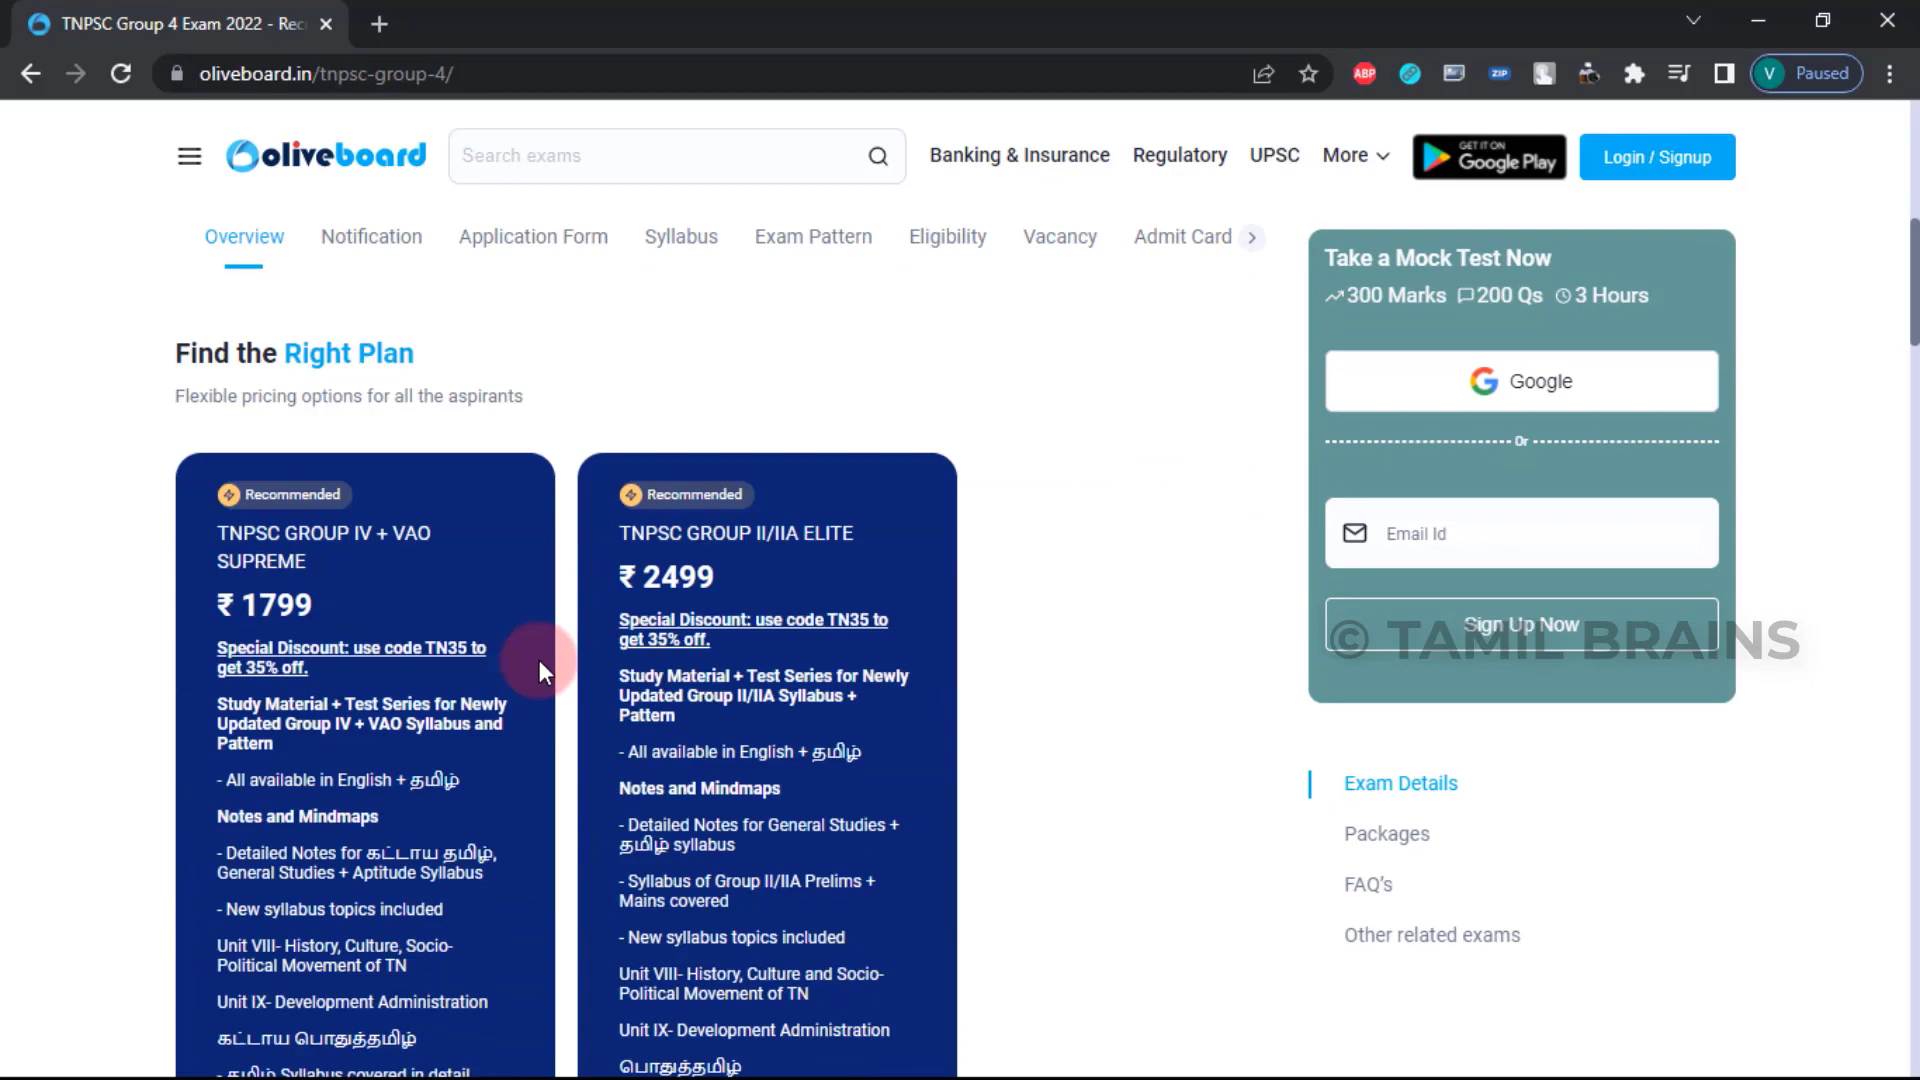 TNPSC Group 4 Exam 2022 - Rec
oliveboard.in/tnpsc-group-4/
ABP
ZIP
V Paused
oliveboard
Search exams
Banking & Insurance Regulatory UPSC More
GET IT ON
Google Play
Login / Signup
Overview Notification Application Form Syllabus Exam Pattern Eligibility Vacancy Admit Card
Find the Right Plan
Flexible pricing options for all the aspirants
Recommended
TNPSC GROUP IV + VAO
SUPREME
₹ 1799
Special Discount: use code TN35 to
get 35% off.
Study Material + Test Series for Newly
Updated Group IV + VAO Syllabus and
Pattern
- All available in English + தமிழ்
Notes and Mindmaps
- Detailed Notes for கட்டாய தமிழ்,
General Studies + Aptitude Syllabus
- New syllabus topics included
Unit VIII- History, Culture, Socio-
Political Movement of TN
Unit IX- Development Administration
கட்டாய பொதுத்தமிழ்
- தமிழ் Syllabus covered in detail
Recommended
TNPSC GROUP II/IIA ELITE
₹ 2499
Special Discount: use code TN35 to
get 35% off.
Study Material + Test Series for Newly
Updated Group II/IIA Syllabus +
Pattern
- All available in English + தமிழ்
Notes and Mindmaps
- Detailed Notes for General Studies +
தமிழ் syllabus
- Syllabus of Group II/IIA Prelims +
Mains covered
- New syllabus topics included
Unit VIII- History, Culture and Socio-
Political Movement of TN
Unit IX- Development Administration
பொதுத்தமிழ்
Take a Mock Test Now
300 Marks 200 Qs 3 Hours
Google
Or
Email Id
Sign Up Now
© TAMIL BRAINS
Exam Details
Packages
FAQ's
Other related exams